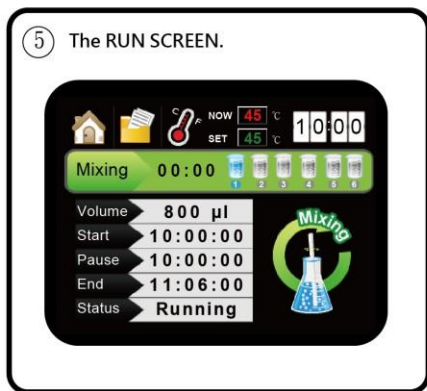 5 The RUN SCREEN.
C F NOW 45 °C 10:00
SET 45 °C
Mixing 00:00 1 2 3 4 5 6
Volume 800 µl
Start 10:00:00
Pause 10:00:00
End 11:06:00
Status Running
Mixing